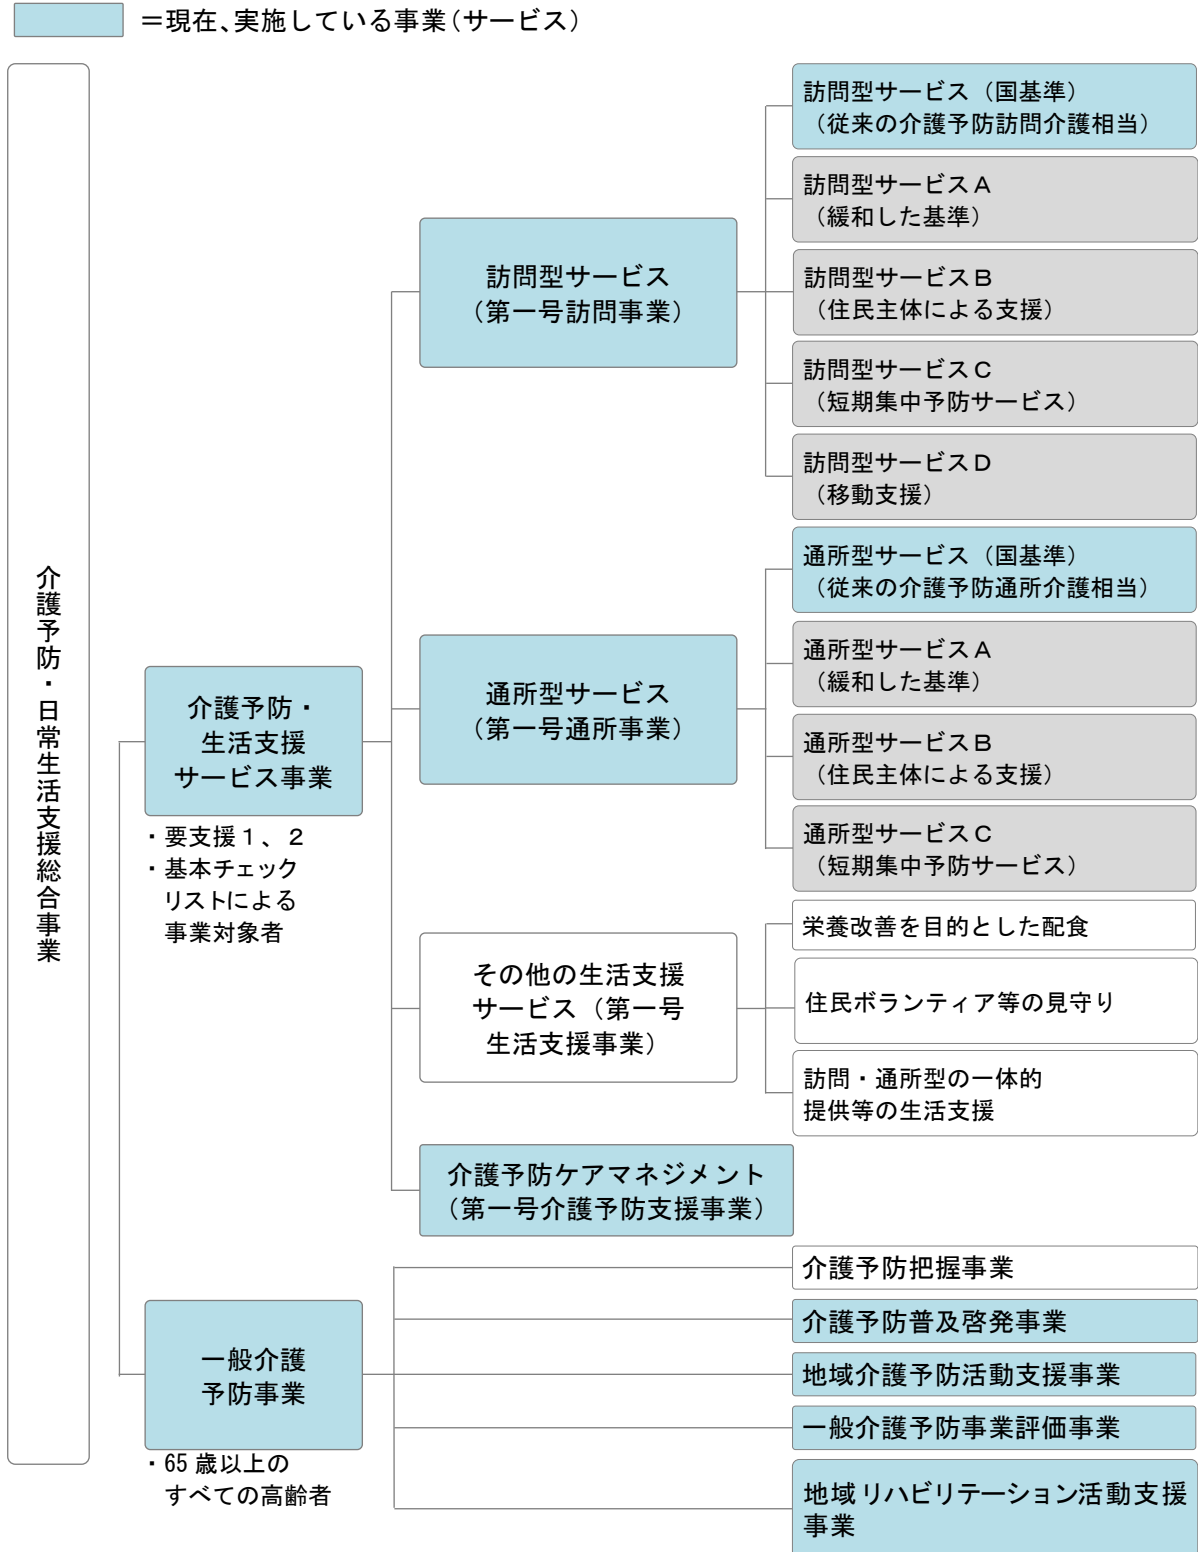 ＝現在、実施している事業（サービス）
介護予防・日常生活支援総合事業
介護予防・
生活支援
サービス事業
・要支援１、２
・基本チェック
リストによる
事業対象者
訪問型サービス
（第一号訪問事業）
訪問型サービス（国基準）
（従来の介護予防訪問介護相当）
訪問型サービスＡ
（緩和した基準）
訪問型サービスＢ
（住民主体による支援）
訪問型サービスＣ
（短期集中予防サービス）
訪問型サービスＤ
（移動支援）
通所型サービス
（第一号通所事業）
通所型サービス（国基準）
（従来の介護予防通所介護相当）
通所型サービスＡ
（緩和した基準）
通所型サービスＢ
（住民主体による支援）
通所型サービスＣ
（短期集中予防サービス）
その他の生活支援
サービス（第一号
生活支援事業）
栄養改善を目的とした配食
住民ボランティア等の見守り
訪問・通所型の一体的
提供等の生活支援
介護予防ケアマネジメント
（第一号介護予防支援事業）
一般介護
予防事業
・65歳以上の
すべての高齢者
介護予防把握事業
介護予防普及啓発事業
地域介護予防活動支援事業
一般介護予防事業評価事業
地域リハビリテーション活動支援
事業